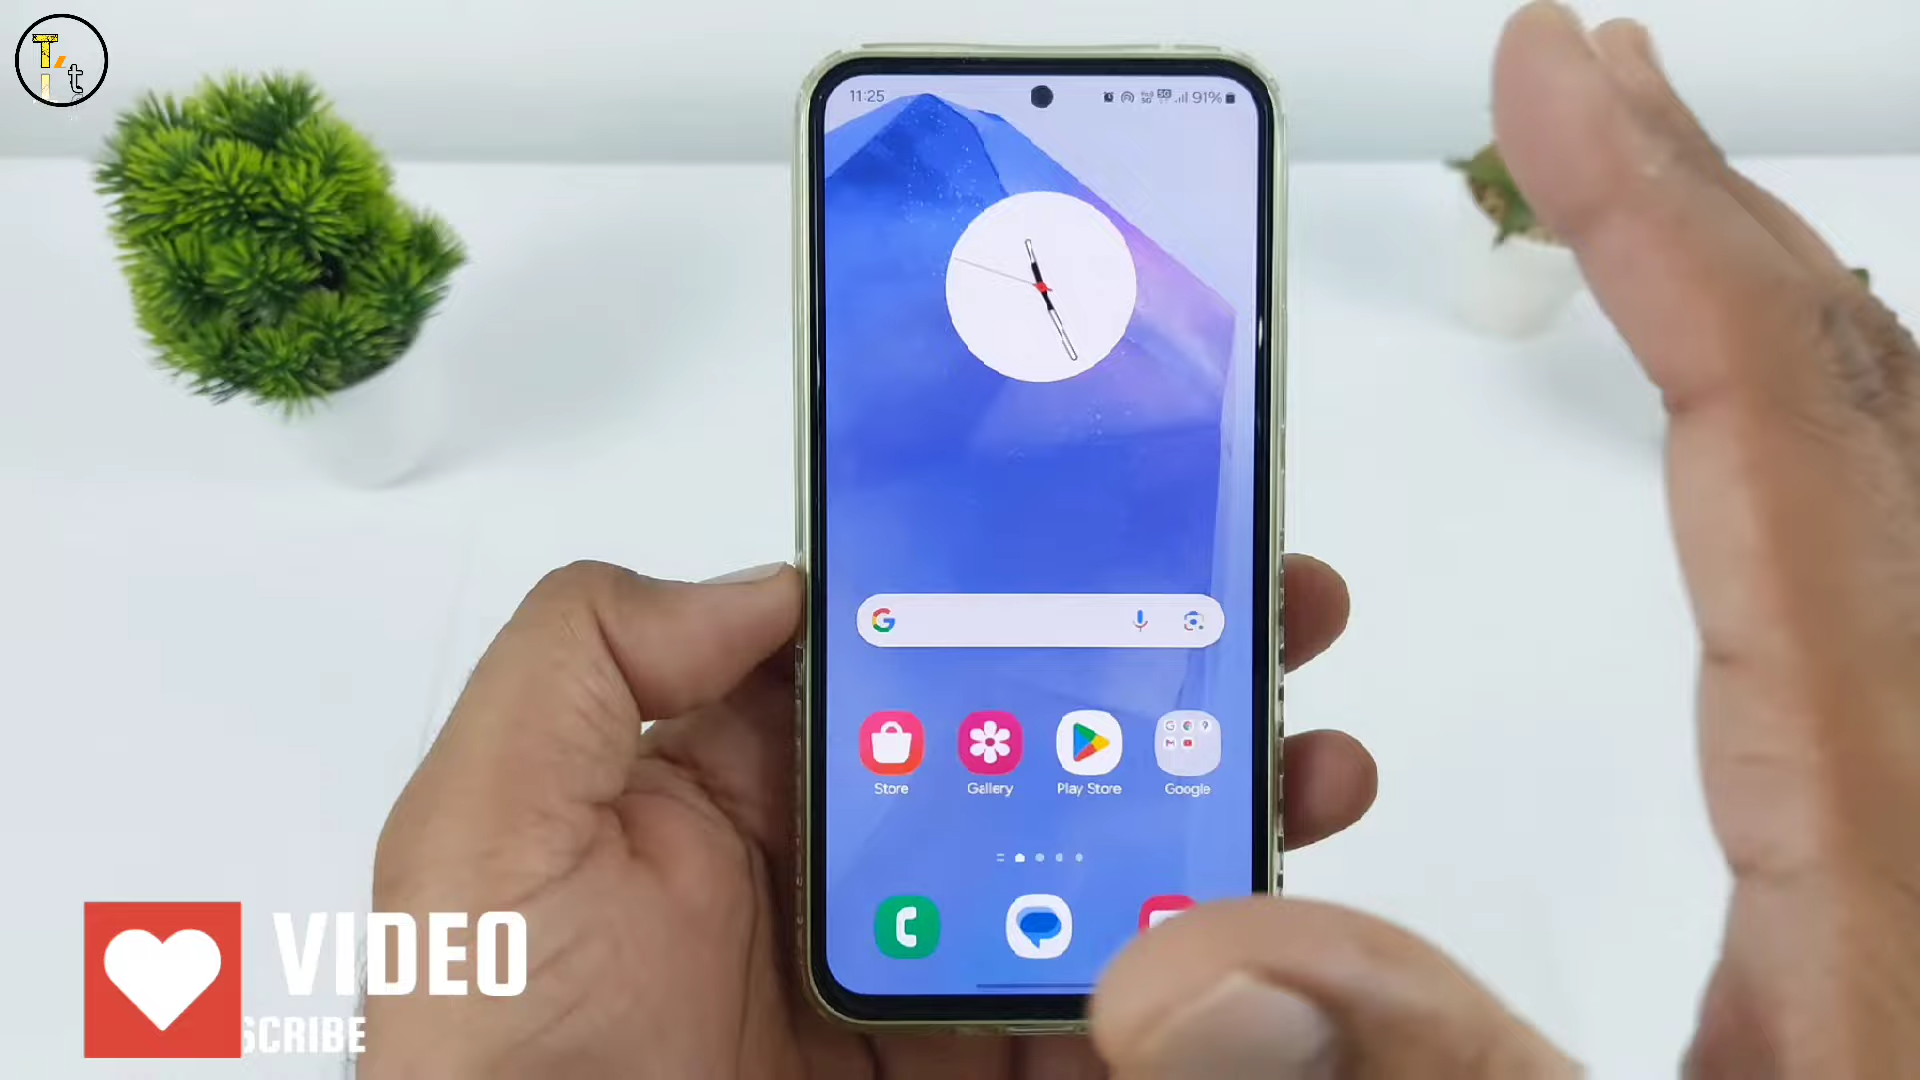 T
t
11:25
91%
Store
Gallery
Play Store
Google
VIDEO
SCRIBE